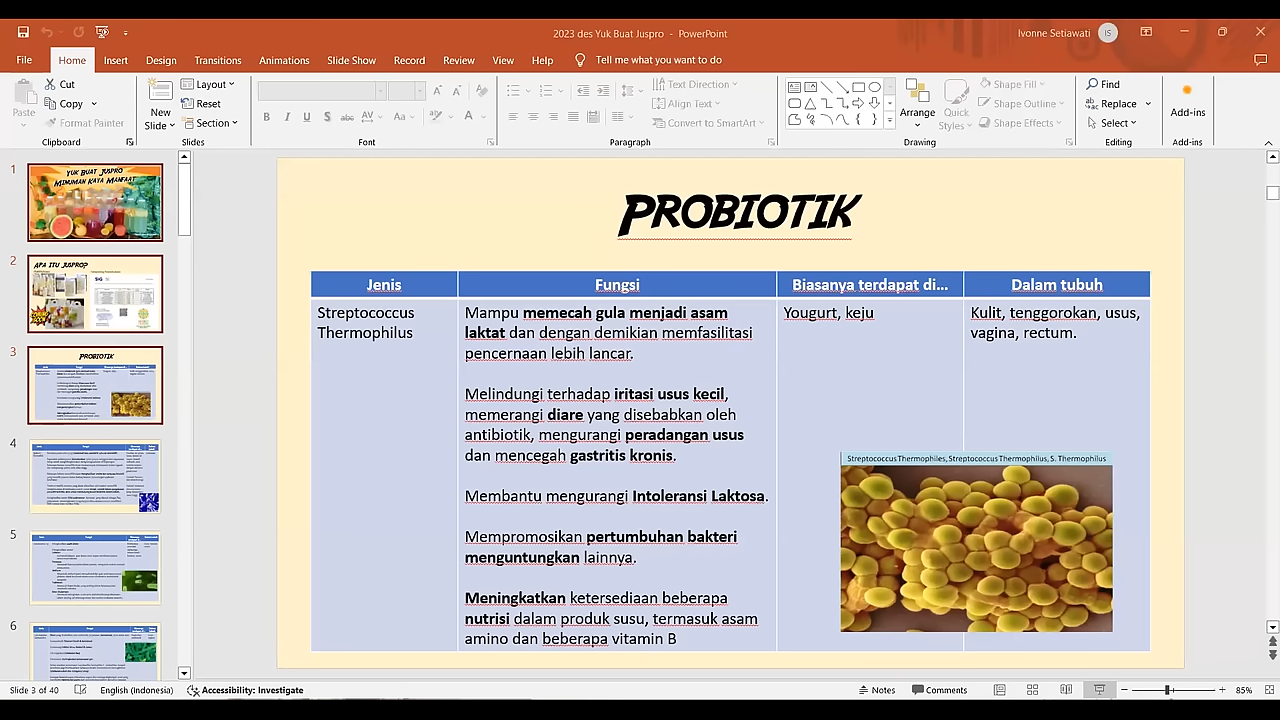 2023 des Yuk Buat Juspro - PowerPoint
Ivonne Setiawati
IS
File
Home
Insert
Design
Transitions
Animations
Slide Show
Record
Review
View
Help
Tell me what you want to do
Paste
Cut
Copy
Format Painter
Clipboard
New Slide
Layout
Reset
Section
Slides
Font
Text Direction
Align Text
Convert to SmartArt
Paragraph
Arrange
Quick Styles
Shape Fill
Shape Outline
Shape Effects
Drawing
Find
Replace
Select
Editing
Add-ins
Add-ins
1
Yuk Buat Juspro
Minuman Kaya Manfaat
2
Apa itu Juspro?
3
Probiotik
4
5
6
Probiotik
Jenis
Fungsi
Biasanya terdapat di...
Dalam tubuh
Streptococcus
Thermophilus
Mampu memecah gula menjadi asam
laktat dan dengan demikian memfasilitasi
pencernaan lebih lancar.
Melindungi terhadap iritasi usus kecil,
memerangi diare yang disebabkan oleh
antibiotik, mengurangi peradangan usus
dan mencegah gastritis kronis.
Membantu mengurangi Intoleransi Laktosa.
Mempromosikan pertumbuhan bakteri
menguntungkan lainnya.
Meningkatkan ketersediaan beberapa
nutrisi dalam produk susu, termasuk asam
amino dan beberapa vitamin B
Yougurt, keju
Kulit, tenggorokan, usus,
vagina, rectum.
Streptococcus Thermophiles, Streptococcus Thermophilus, S. Thermophilus
Slide 3 of 40
English (Indonesia)
Accessibility: Investigate
Notes
Comments
85%